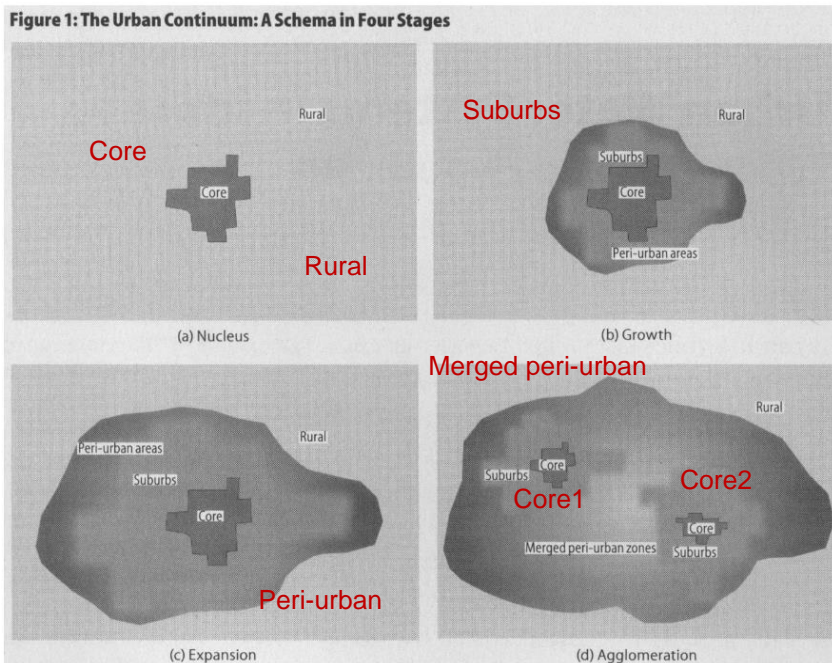 Figure 1: The Urban Continuum: A Schema in Four Stages
Rural
Core
Core
Rural
(a) Nucleus
Suburbs
Rural
Suburbs
Core
Peri-urban areas
(b) Growth
Rural
Peri-urban areas
Suburbs
Core
Peri-urban
(c) Expansion
Merged peri-urban
Rural
Core
Suburbs
Core1
Core2
Core
Merged peri-urban zones
Suburbs
(d) Agglomeration